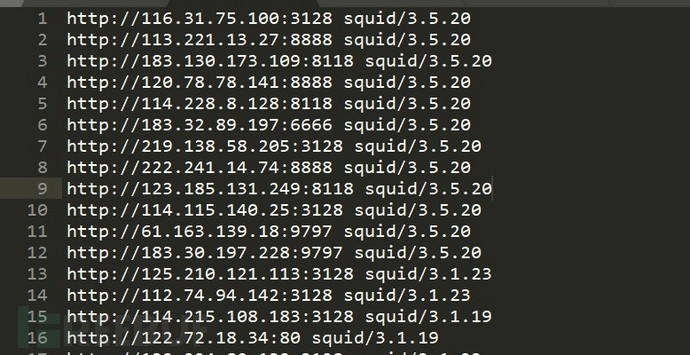 1 http://116.31.75.100:3128 squid/3.5.20
2 http://113.221.13.27:8888 squid/3.5.20
3 http://183.130.173.109:8118 squid/3.5.20
4 http://120.78.78.141:8888 squid/3.5.20
5 http://114.228.8.128:8118 squid/3.5.20
6 http://183.32.89.197:6666 squid/3.5.20
7 http://219.138.58.205:3128 squid/3.5.20
8 http://222.241.14.74:8888 squid/3.5.20
9 http://123.185.131.249:8118 squid/3.5.20
10 http://114.115.140.25:3128 squid/3.5.20
11 http://61.163.139.18:9797 squid/3.5.20
12 http://183.30.197.228:9797 squid/3.5.20
13 http://125.210.121.113:3128 squid/3.1.23
14 http://112.74.94.142:3128 squid/3.1.23
15 http://114.215.108.183:3128 squid/3.1.19
16 http://122.72.18.34:80 squid/3.1.19